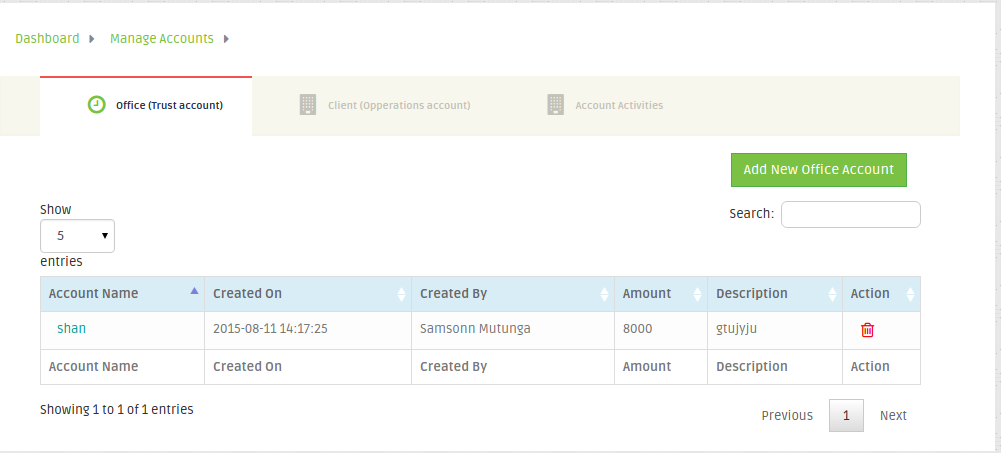 Dashboard Manage Accounts
Office (Trust account) Client (Opperations account) Account Activities
Add New Office Account
Show
Search:
5
entries
Account Name Created On Created By Amount Description Action
shan 2015-08-11 14:17:25 Samsonn Mutunga 8000 gtujyju
Account Name Created On Created By Amount Description Action
Showing 1 to 1 of 1 entries
Previous 1 Next